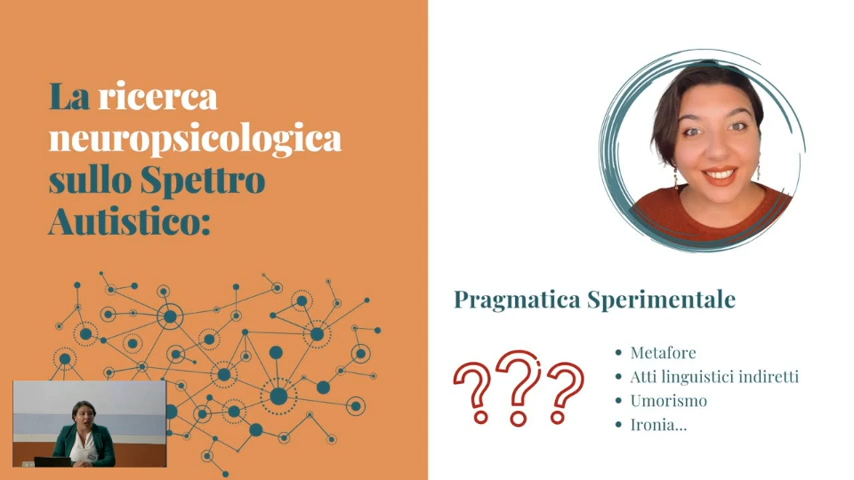 La ricerca
neuropsicologica
sullo Spettro
Autistico:
Pragmatica Sperimentale
???
Metafore
Atti linguistici indiretti
Umorismo
Ironia...